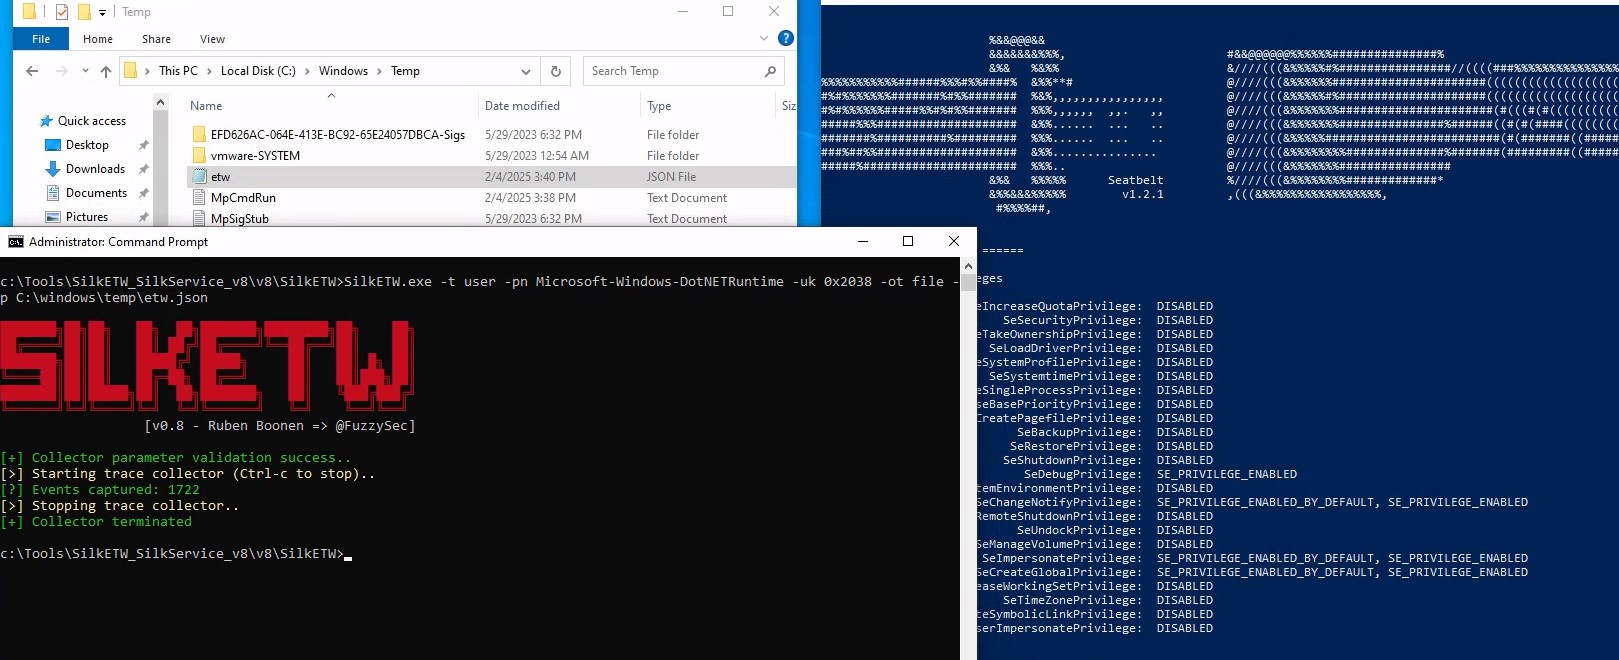 Temp
File Home Share View
This PC > Local Disk (C:) > Windows > Temp
Search Temp
Name Date modified Type Siz
Quick access
Desktop
Downloads
Documents
Pictures
EFD626AC-064E-413E-BC92-65E24057DBCA-Sigs 5/29/2023 6:32 PM File folder
vmware-SYSTEM 5/29/2023 12:54 AM File folder
etw 2/4/2025 3:40 PM JSON File
MpCmdRun 2/4/2025 3:38 PM Text Document
MpSigStub 5/29/2023 6:32 PM Text Document
Administrator: Command Prompt
c:\Tools\SilkETW_SilkService_v8\v8\SilkETW>SilkETW.exe -t user -pn Microsoft-Windows-DotNETRuntime -uk 0x2038 -ot file -
p C:\windows\temp\etw.json
SILKETW
[v0.8 - Ruben Boonen => @FuzzySec]
[+] Collector parameter validation success..
[>] Starting trace collector (Ctrl-c to stop)..
[?] Events captured: 1722
[>] Stopping trace collector..
[+] Collector terminated
c:\Tools\SilkETW_SilkService_v8\v8\SilkETW>
Seatbelt
v1.2.1
======
eges
eIncreaseQuotaPrivilege: DISABLED
SeSecurityPrivilege: DISABLED
eTakeOwnershipPrivilege: DISABLED
SeLoadDriverPrivilege: DISABLED
eSystemProfilePrivilege: DISABLED
SeSystemtimePrivilege: DISABLED
eSingleProcessPrivilege: DISABLED
seBasePriorityPrivilege: DISABLED
CreatePagefilePrivilege: DISABLED
SeBackupPrivilege: DISABLED
SeRestorePrivilege: DISABLED
SeShutdownPrivilege: DISABLED
SeDebugPrivilege: SE_PRIVILEGE_ENABLED
temEnvironmentPrivilege: DISABLED
SeChangeNotifyPrivilege: SE_PRIVILEGE_ENABLED_BY_DEFAULT, SE_PRIVILEGE_ENABLED
RemoteShutdownPrivilege: DISABLED
SeUndockPrivilege: DISABLED
SeManageVolumePrivilege: DISABLED
SeImpersonatePrivilege: SE_PRIVILEGE_ENABLED_BY_DEFAULT, SE_PRIVILEGE_ENABLED
SeCreateGlobalPrivilege: SE_PRIVILEGE_ENABLED_BY_DEFAULT, SE_PRIVILEGE_ENABLED
easeWorkingSetPrivilege: DISABLED
SeTimeZonePrivilege: DISABLED
teSymbolicLinkPrivilege: DISABLED
serImpersonatePrivilege: DISABLED